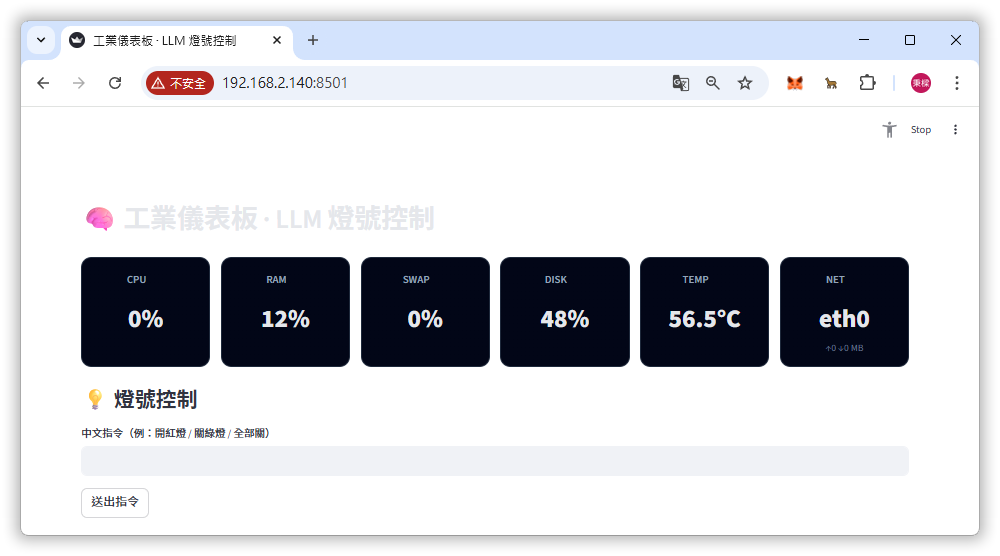 工業儀表板 · LLM 燈號控制
不安全 192.168.2.140:8501 秉樑
Stop
工業儀表板 · LLM 燈號控制
CPU RAM SWAP DISK TEMP NET
0% 12% 0% 48% 56.5°C eth0
↑0 ↓0 MB
燈號控制
中文指令（例：開紅燈 / 關綠燈 / 全部關）
送出指令